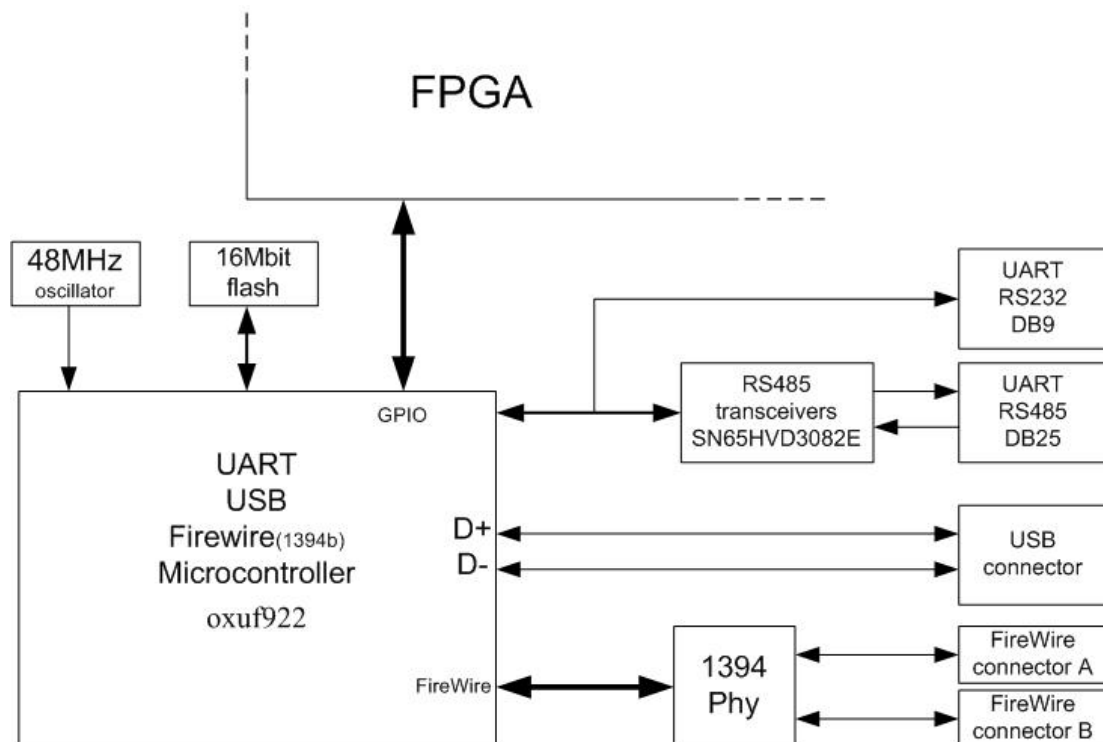 FPGA
48MHz
oscillator
16Mbit
flash
UART
RS232
DB9
GPIO
RS485
transceivers
SN65HVD3082E
UART
RS485
DB25
UART
USB
Firewire(1394b)
Microcontroller
oxuf922
D+
D-
USB
connector
FireWire
1394
Phy
FireWire
connector A
FireWire
connector B